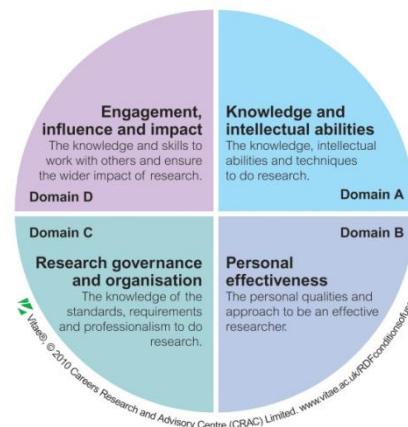 Engagement,
influence and impact
The knowledge and skills to
work with others and ensure
the wider impact of research.
Domain D
Knowledge and
intellectual abilities
The knowledge, intellectual
abilities and techniques
to do research.
Domain A
Domain C
Research governance
and organisation
The knowledge of the
standards, requirements
and professionalism to do
research.
Domain B
Personal
effectiveness
The personal qualities and
approach to be an effective
researcher.
Vitae®, © 2010 Careers Research and Advisory Centre (CRAC) Limited. www.vitae.ac.uk/RDFconditionsofuse